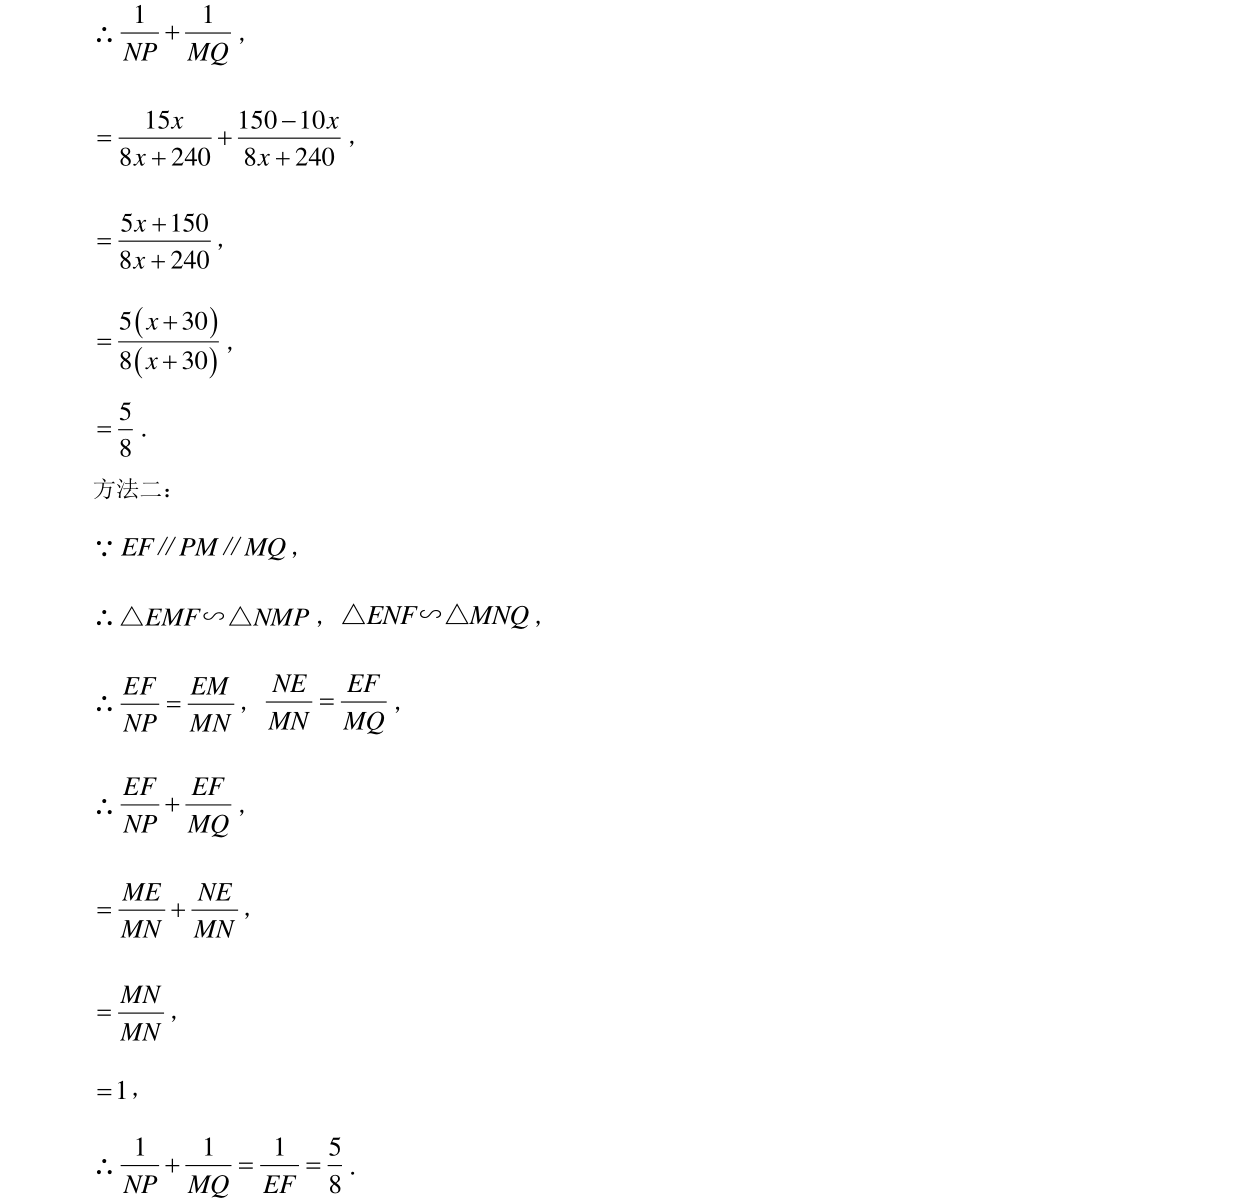 ∴ 1/NP + 1/MQ ,
= 15x/(8x+240) + (150−10x)/(8x+240) ,
= (5x+150)/(8x+240) ,
= 5(x+30)/8(x+30) ,
= 5/8 .
方法二：
∵ EF∥PM∥MQ ,
∴ △EMF∽△NMP , △ENF∽△MNQ ,
∴ EF/NP = EM/MN , NE/MN = EF/MQ ,
∴ EF/NP + EF/MQ ,
= ME/MN + NE/MN ,
= MN/MN ,
=1 ,
∴ 1/NP + 1/MQ = 1/EF = 5/8 .